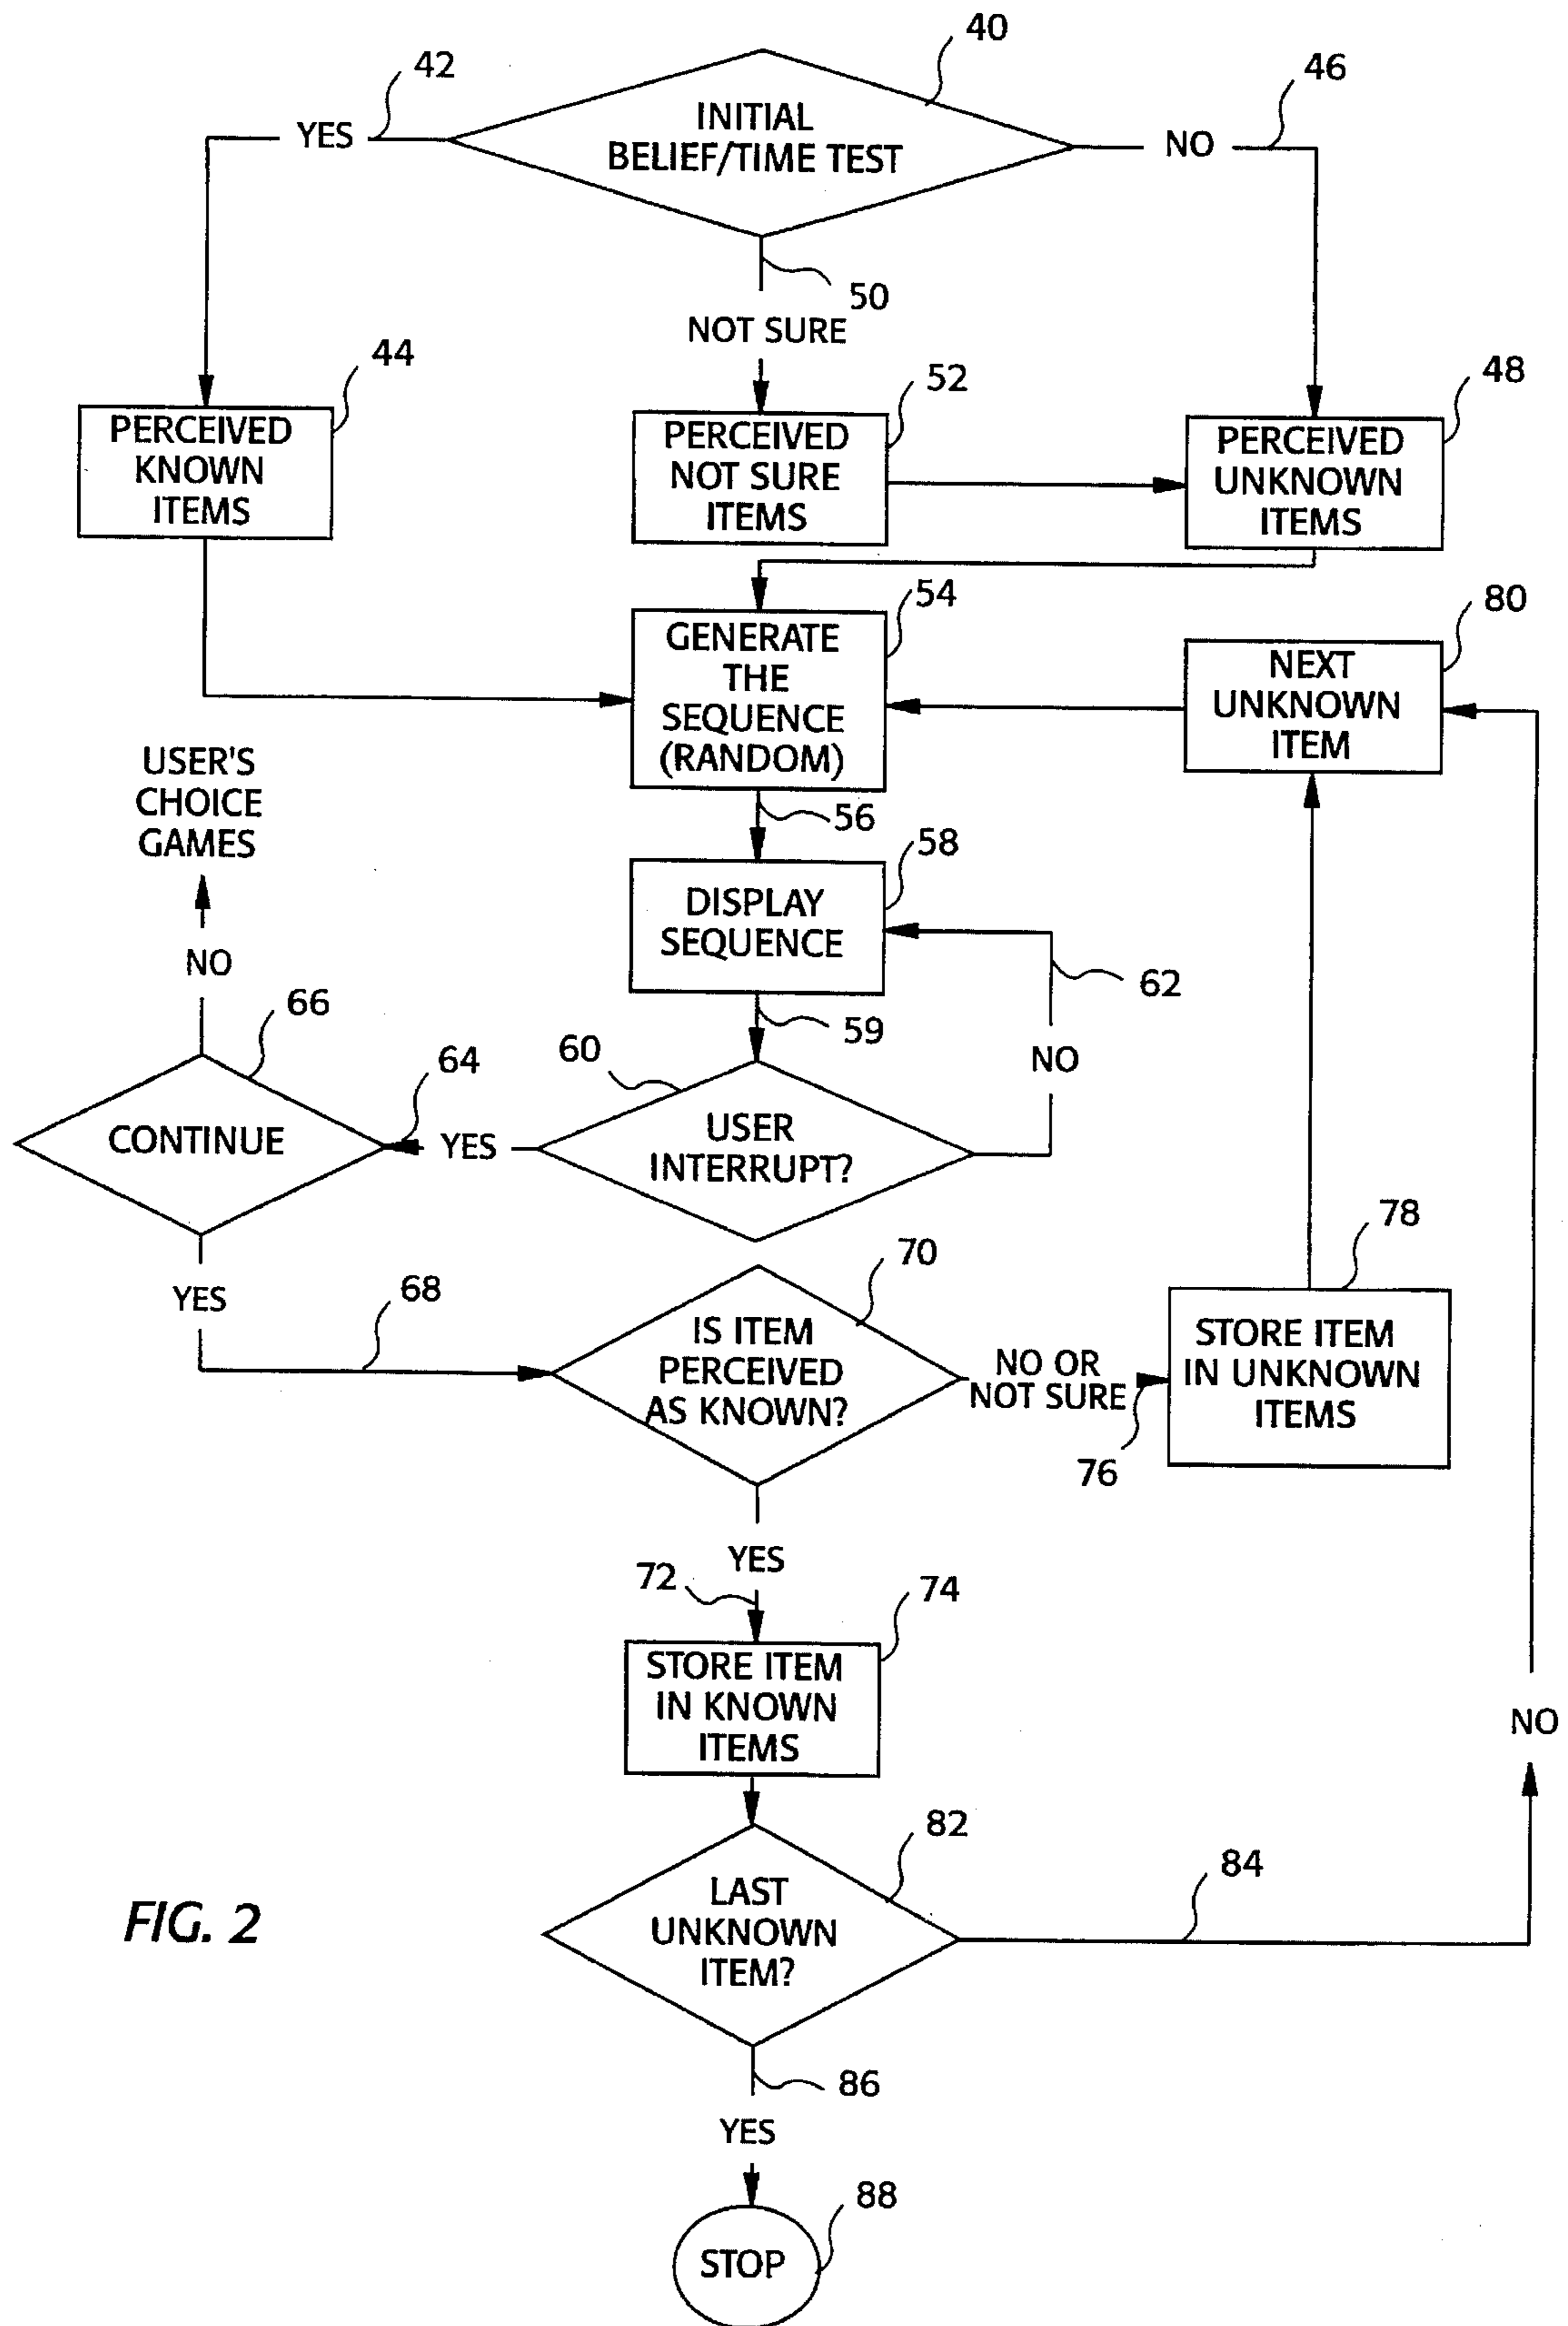 40
42
46
INITIAL
BELIEF/TIME TEST
YES
NO
50
NOT SURE
44
52
48
PERCEIVED
KNOWN
ITEMS
PERCEIVED
NOT SURE
ITEMS
PERCEIVED
UNKNOWN
ITEMS
54
80
GENERATE
THE
SEQUENCE
(RANDOM)
NEXT
UNKNOWN
ITEM
USER'S
CHOICE
GAMES
56
58
DISPLAY
SEQUENCE
NO
62
66
59
60
64
NO
CONTINUE
YES
USER
INTERRUPT?
78
70
YES
68
IS ITEM
PERCEIVED
AS KNOWN?
NO OR
NOT SURE
76
STORE ITEM
IN UNKNOWN
ITEMS
YES
72
74
STORE ITEM
IN KNOWN
ITEMS
NO
82
84
LAST
UNKNOWN
ITEM?
FIG. 2
86
YES
88
STOP